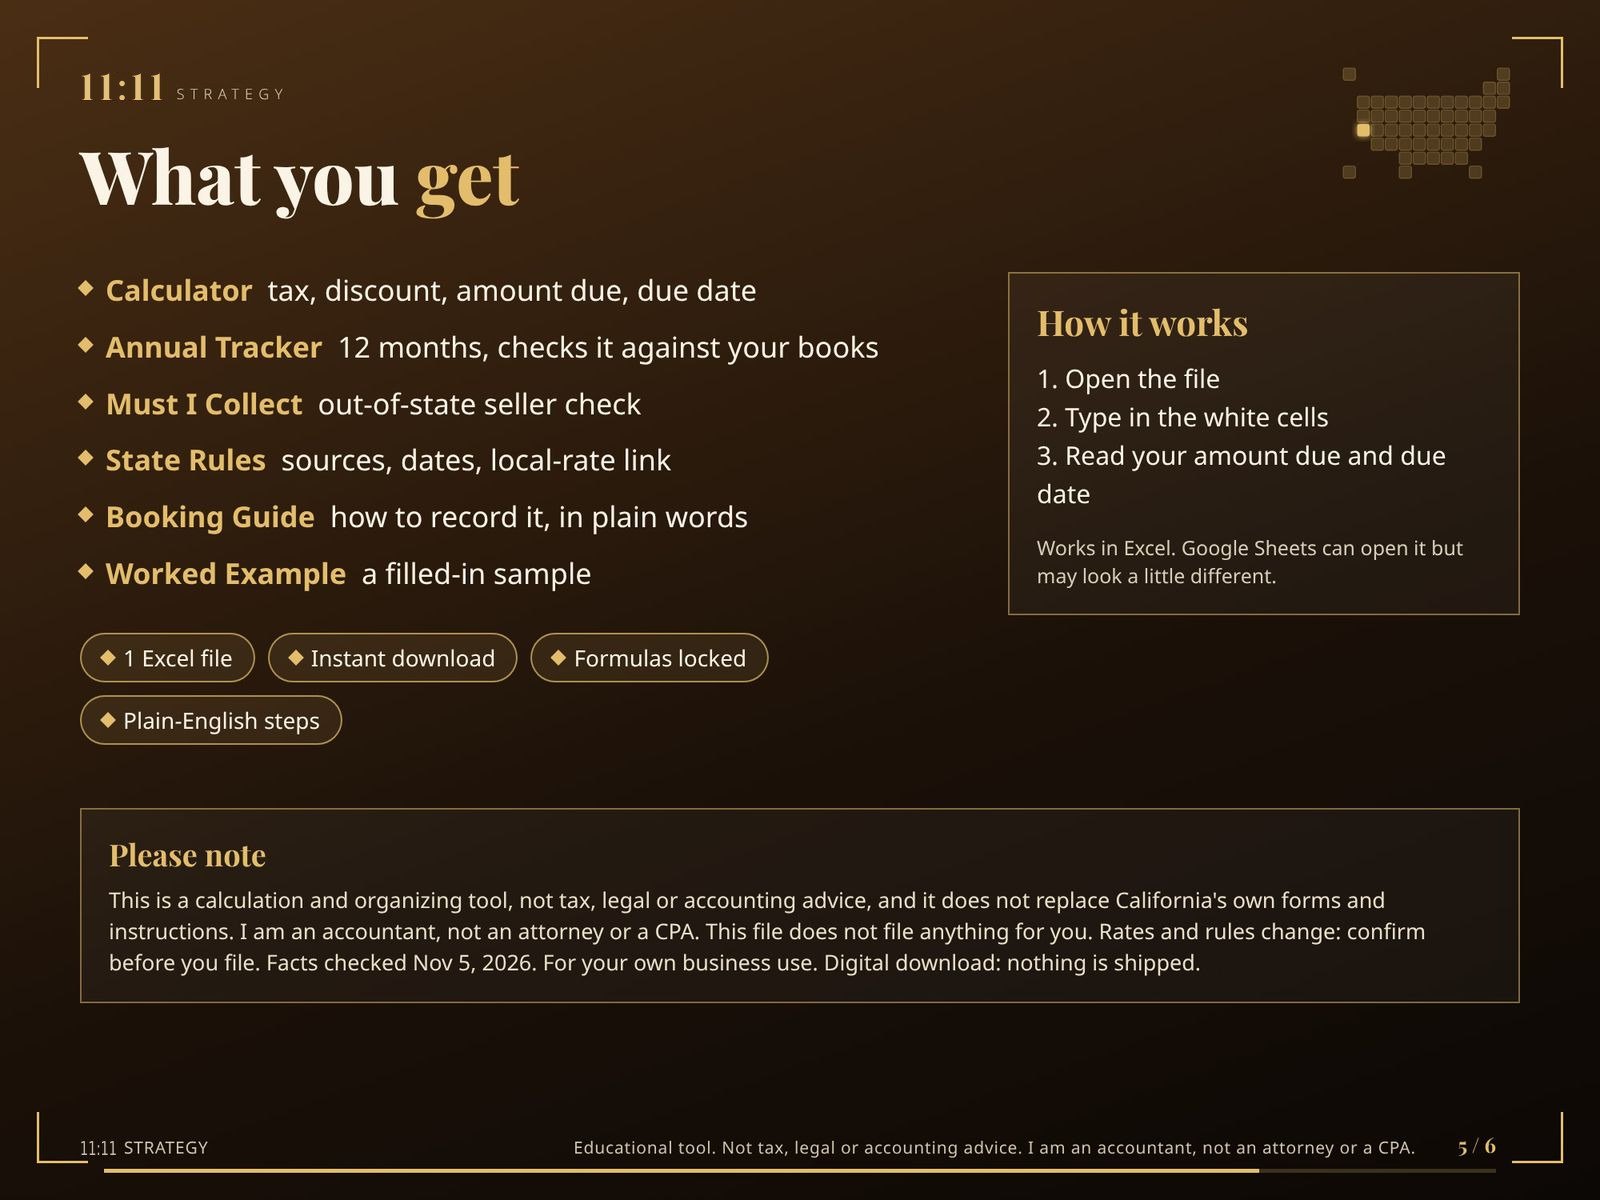 11:11 STRATEGY
What you get
Calculator tax, discount, amount due, due date
Annual Tracker 12 months, checks it against your books
Must I Collect out-of-state seller check
State Rules sources, dates, local-rate link
Booking Guide how to record it, in plain words
Worked Example a filled-in sample
1 Excel file
Instant download
Formulas locked
Plain-English steps
How it works
1. Open the file
2. Type in the white cells
3. Read your amount due and due
date
Works in Excel. Google Sheets can open it but
may look a little different.
Please note
This is a calculation and organizing tool, not tax, legal or accounting advice, and it does not replace California's own forms and
instructions. I am an accountant, not an attorney or a CPA. This file does not file anything for you. Rates and rules change: confirm
before you file. Facts checked Nov 5, 2026. For your own business use. Digital download: nothing is shipped.
11:11 STRATEGY
Educational tool. Not tax, legal or accounting advice. I am an accountant, not an attorney or a CPA.
5 / 6